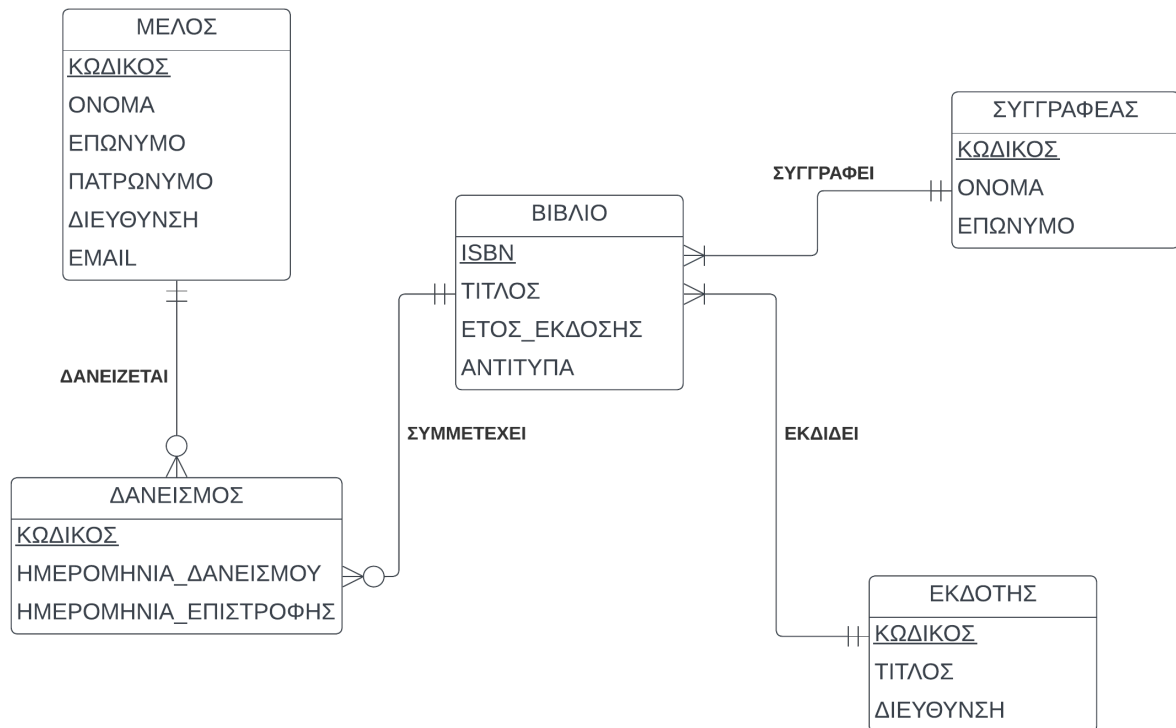 ΜΕΛΟΣ
ΚΩΔΙΚΟΣ
ΟΝΟΜΑ
ΕΠΩΝΥΜΟ
ΠΑΤΡΩΝΥΜΟ
ΔΙΕΥΘΥΝΣΗ
EMAIL
ΔΑΝΕΙΖΕΤΑΙ
ΔΑΝΕΙΣΜΟΣ
ΚΩΔΙΚΟΣ
ΗΜΕΡΟΜΗΝΙΑ_ΔΑΝΕΙΣΜΟΥ
ΗΜΕΡΟΜΗΝΙΑ_ΕΠΙΣΤΡΟΦΗΣ
ΣΥΜΜΕΤΕΧΕΙ
ΒΙΒΛΙΟ
ISBN
ΤΙΤΛΟΣ
ΕΤΟΣ_ΕΚΔΟΣΗΣ
ΑΝΤΙΤΥΠΑ
ΣΥΓΓΡΑΦΕΙ
ΣΥΓΓΡΑΦΕΑΣ
ΚΩΔΙΚΟΣ
ΟΝΟΜΑ
ΕΠΩΝΥΜΟ
ΕΚΔΙΔΕΙ
ΕΚΔΟΤΗΣ
ΚΩΔΙΚΟΣ
ΤΙΤΛΟΣ
ΔΙΕΥΘΥΝΣΗ